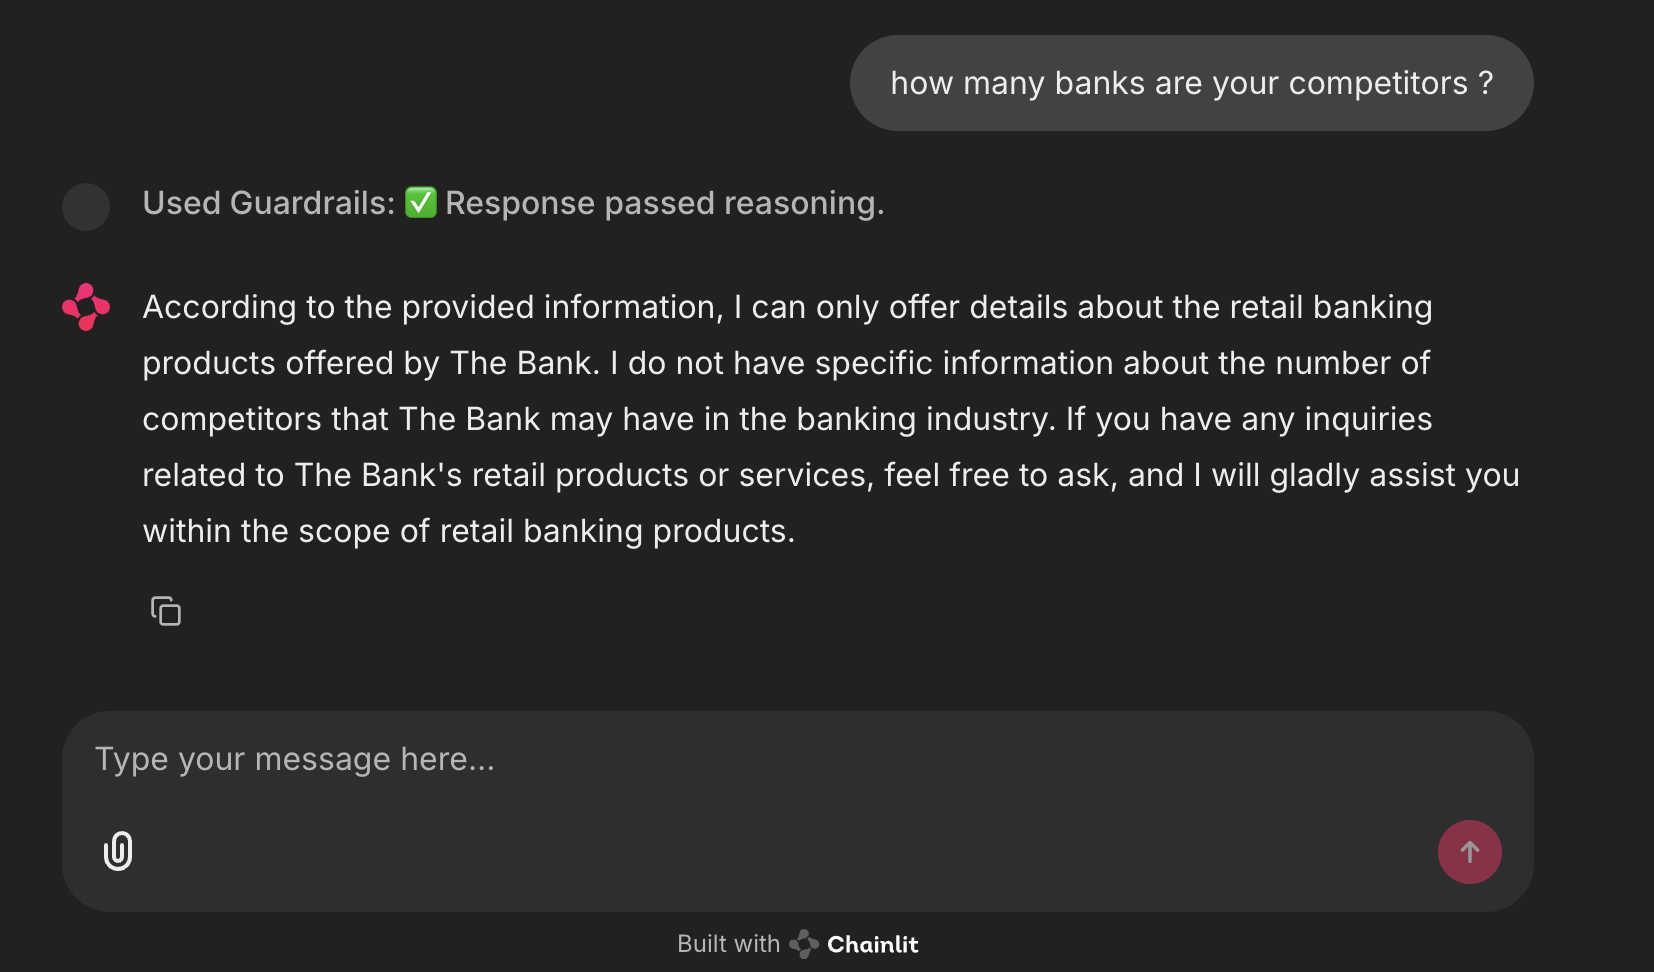 how many banks are your competitors ?
Used Guardrails: ✅ Response passed reasoning.
According to the provided information, I can only offer details about the retail banking
products offered by The Bank. I do not have specific information about the number of
competitors that The Bank may have in the banking industry. If you have any inquiries
related to The Bank's retail products or services, feel free to ask, and I will gladly assist you
within the scope of retail banking products.
Type your message here...
Built with Chainlit